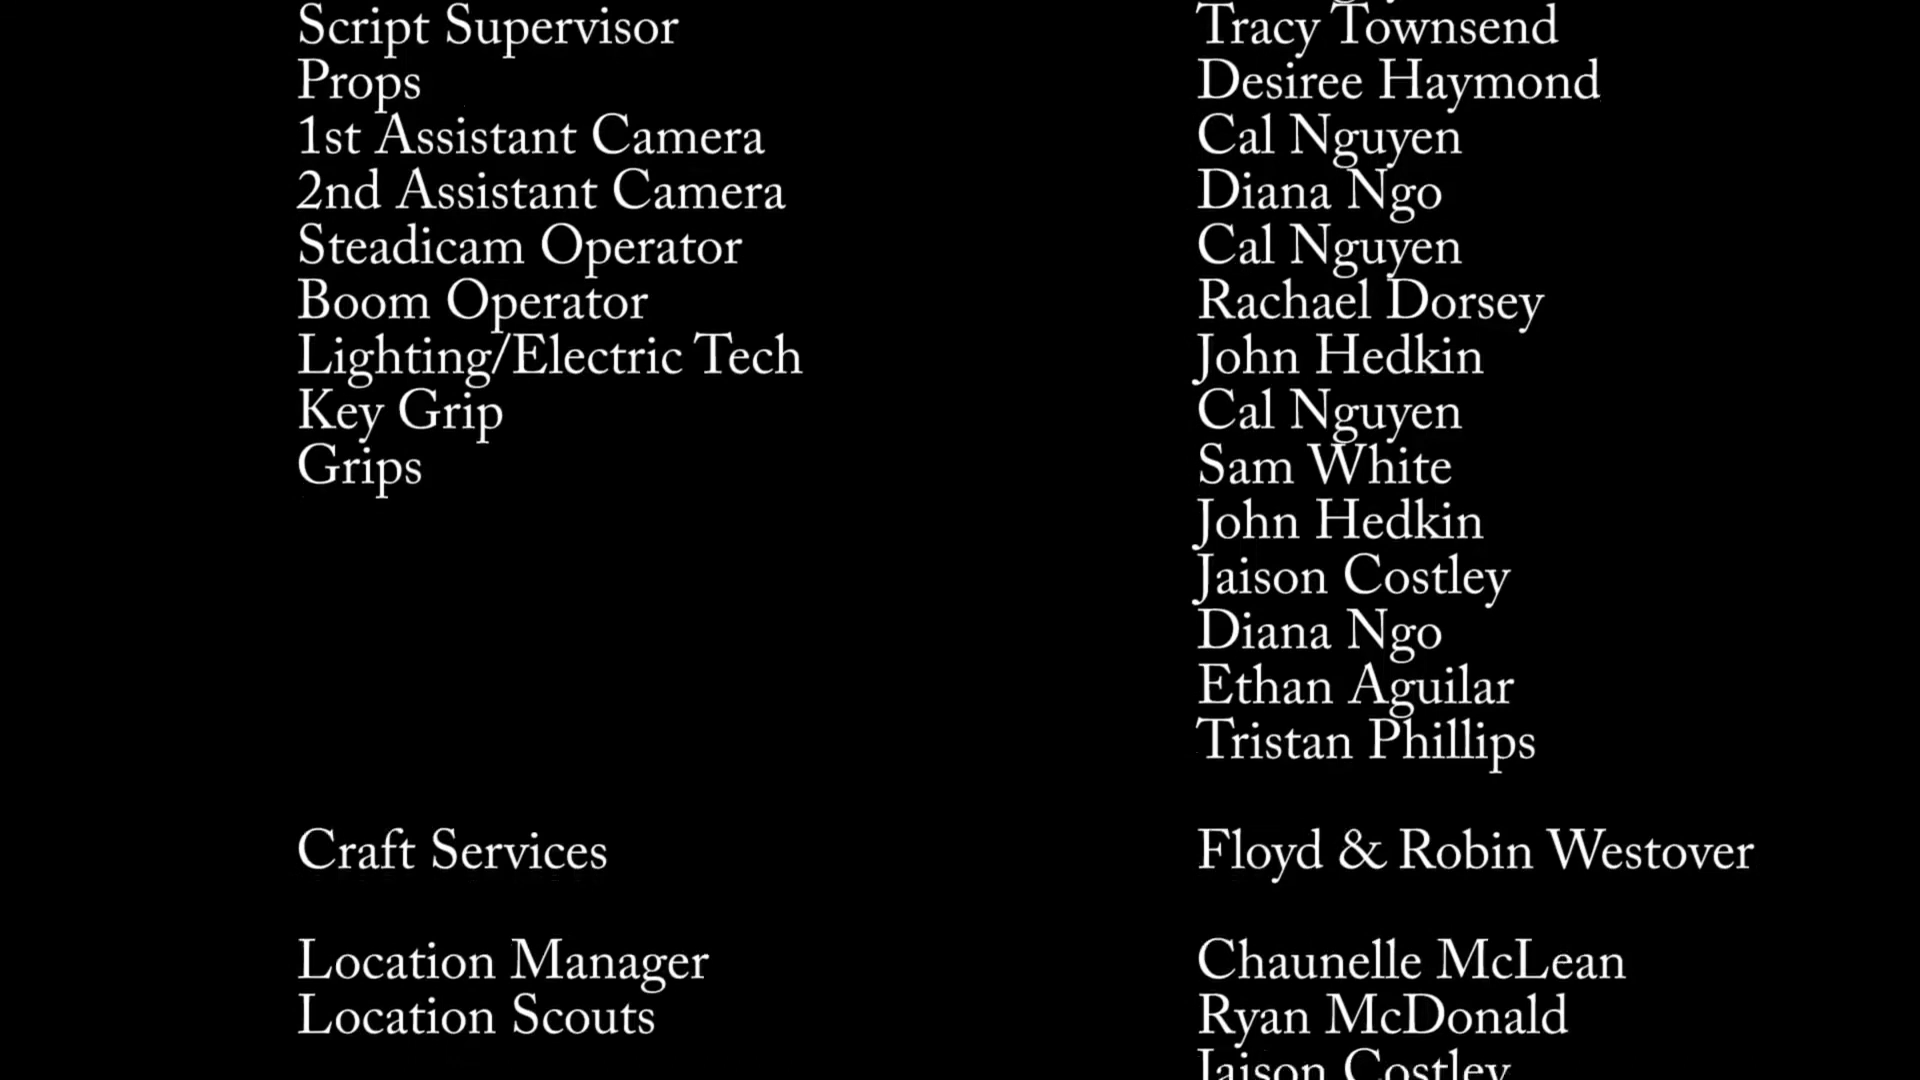 Script Supervisor Tracy Townsend
Props Desiree Haymond
1st Assistant Camera Cal Nguyen
2nd Assistant Camera Diana Ngo
Steadicam Operator Cal Nguyen
Boom Operator Rachael Dorsey
Lighting/Electric Tech John Hedkin
Key Grip Cal Nguyen
Grips Sam White
John Hedkin
Jaison Costley
Diana Ngo
Ethan Aguilar
Tristan Phillips
Craft Services Floyd & Robin Westover
Location Manager Chaunelle McLean
Location Scouts Ryan McDonald
Jaison Costley